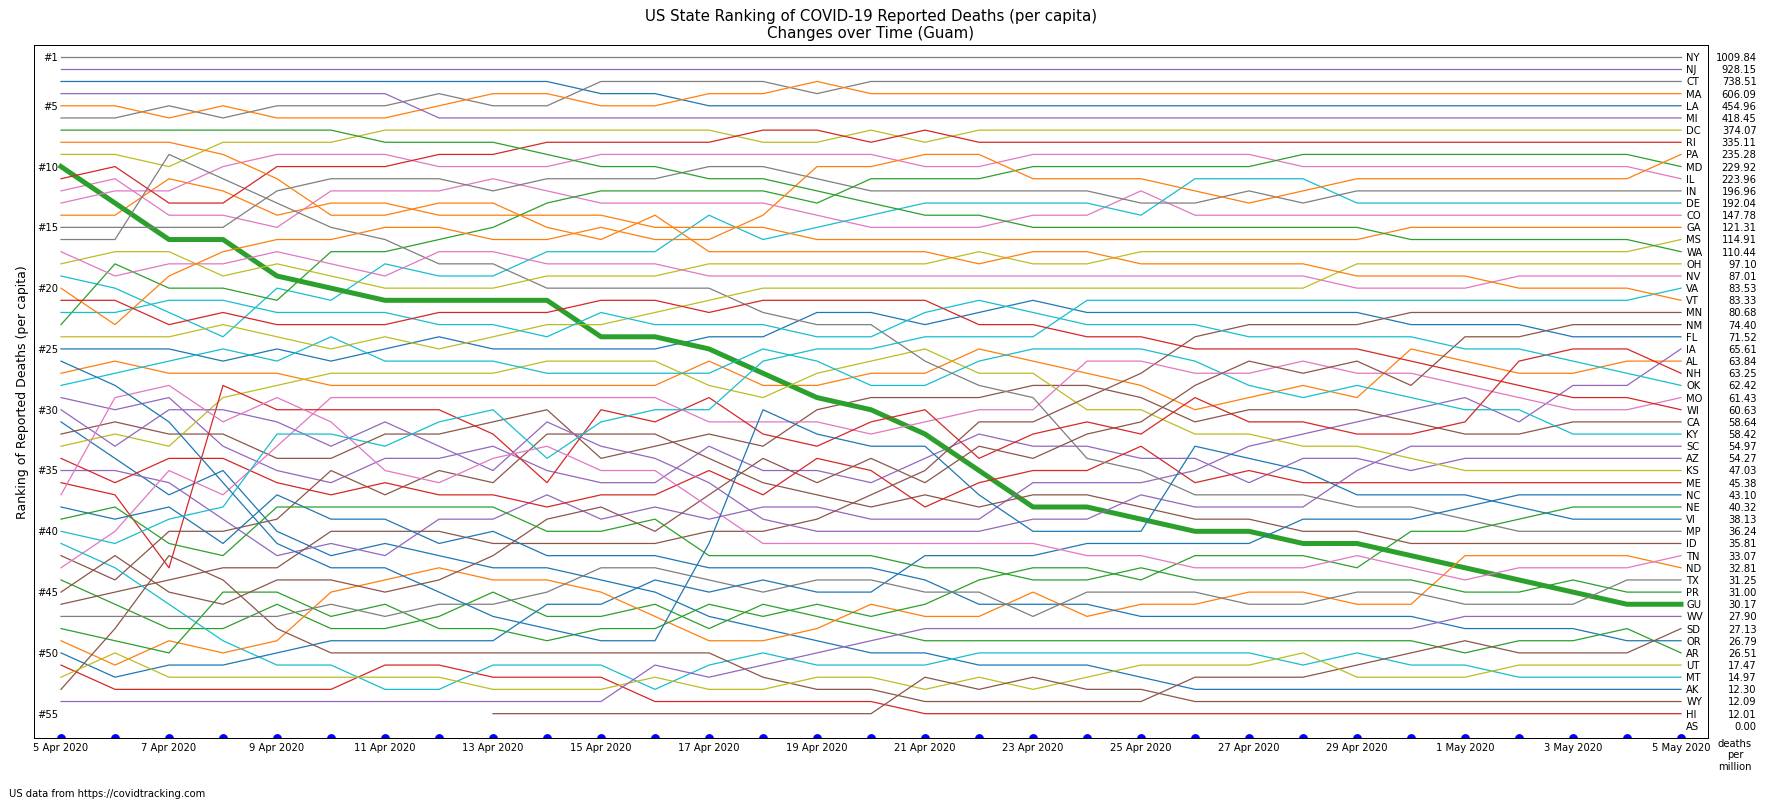 US State Ranking of COVID-19 Reported Deaths (per capita)
Changes over Time (Guam)
Ranking of Reported Deaths (per capita)
#1
#5
#10
#15
#20
#25
#30
#35
#40
#45
#50
#55
NY 1009.84
NJ 928.15
CT 738.51
MA 606.09
LA 454.96
MI 418.45
DC 374.07
RI 335.11
PA 235.28
MD 229.92
IL 223.96
IN 196.96
DE 192.04
CO 147.78
GA 121.31
MS 114.91
WA 110.44
OH 97.10
NV 87.01
VA 83.53
VT 83.33
MN 80.68
NM 74.40
FL 71.52
IA 65.61
AL 63.84
NH 63.25
OK 62.42
MO 61.43
WI 60.63
CA 58.64
KY 58.42
SC 54.97
AZ 54.27
KS 47.03
ME 45.38
NC 43.10
NE 40.32
VI 38.13
MP 36.24
ID 35.81
TN 33.07
ND 32.81
TX 31.25
PR 31.00
GU 30.17
WV 27.90
SD 27.13
OR 26.79
AR 26.51
UT 17.47
MT 14.97
AK 12.30
WY 12.09
HI 12.01
AS 0.00
5 Apr 2020 7 Apr 2020 9 Apr 2020 11 Apr 2020 13 Apr 2020 15 Apr 2020 17 Apr 2020 19 Apr 2020 21 Apr 2020 23 Apr 2020 25 Apr 2020 27 Apr 2020 29 Apr 2020 1 May 2020 3 May 2020 5 May 2020
deaths
per
million
US data from https://covidtracking.com